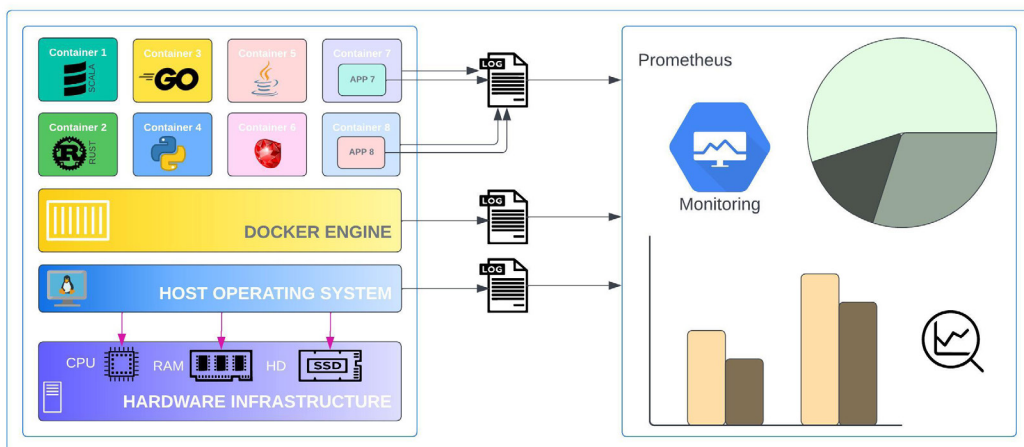 Container 1
Container 3
Container 5
Container 7
SCALA
GO
APP 7
LOG
Container 2
Container 4
Container 6
Container 8
R
RUST
APP 8
DOCKER ENGINE
LOG
HOST OPERATING SYSTEM
LOG
CPU
RAM
HD
SSD
HARDWARE INFRASTRUCTURE
Prometheus
Monitoring